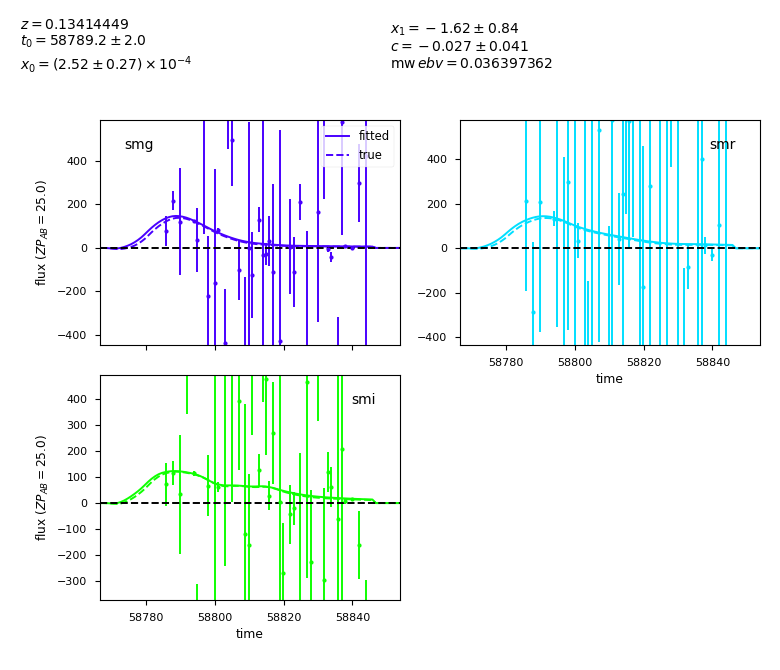 z = 0.13414449
t₀ = 58789.2 ± 2.0
x₀ = (2.52 ± 0.27) × 10⁻⁴
x₁ = −1.62 ± 0.84
c = −0.027 ± 0.041
mw ebv = 0.036397362
smg
fitted
true
400
200
0
−200
−400
flux (ZP_AB = 25.0)
smr
400
200
0
−200
−400
58780 58800 58820 58840
time
smi
400
300
200
100
0
−100
−200
−300
flux (ZP_AB = 25.0)
58780 58800 58820 58840
time